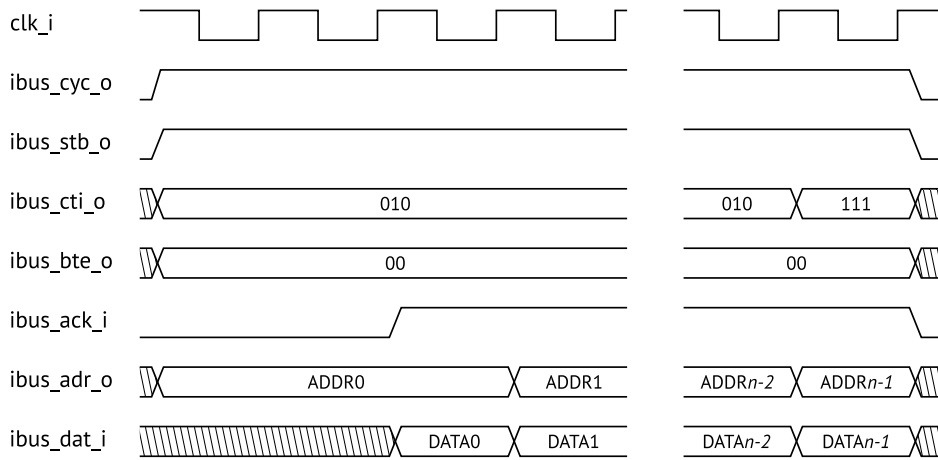 clk_i
ibus_cyc_o
ibus_stb_o
ibus_cti_o 010 010 111
ibus_bte_o 00 00
ibus_ack_i
ibus_adr_o ADDR0 ADDR1 ADDRn-2 ADDRn-1
ibus_dat_i DATA0 DATA1 DATAn-2 DATAn-1